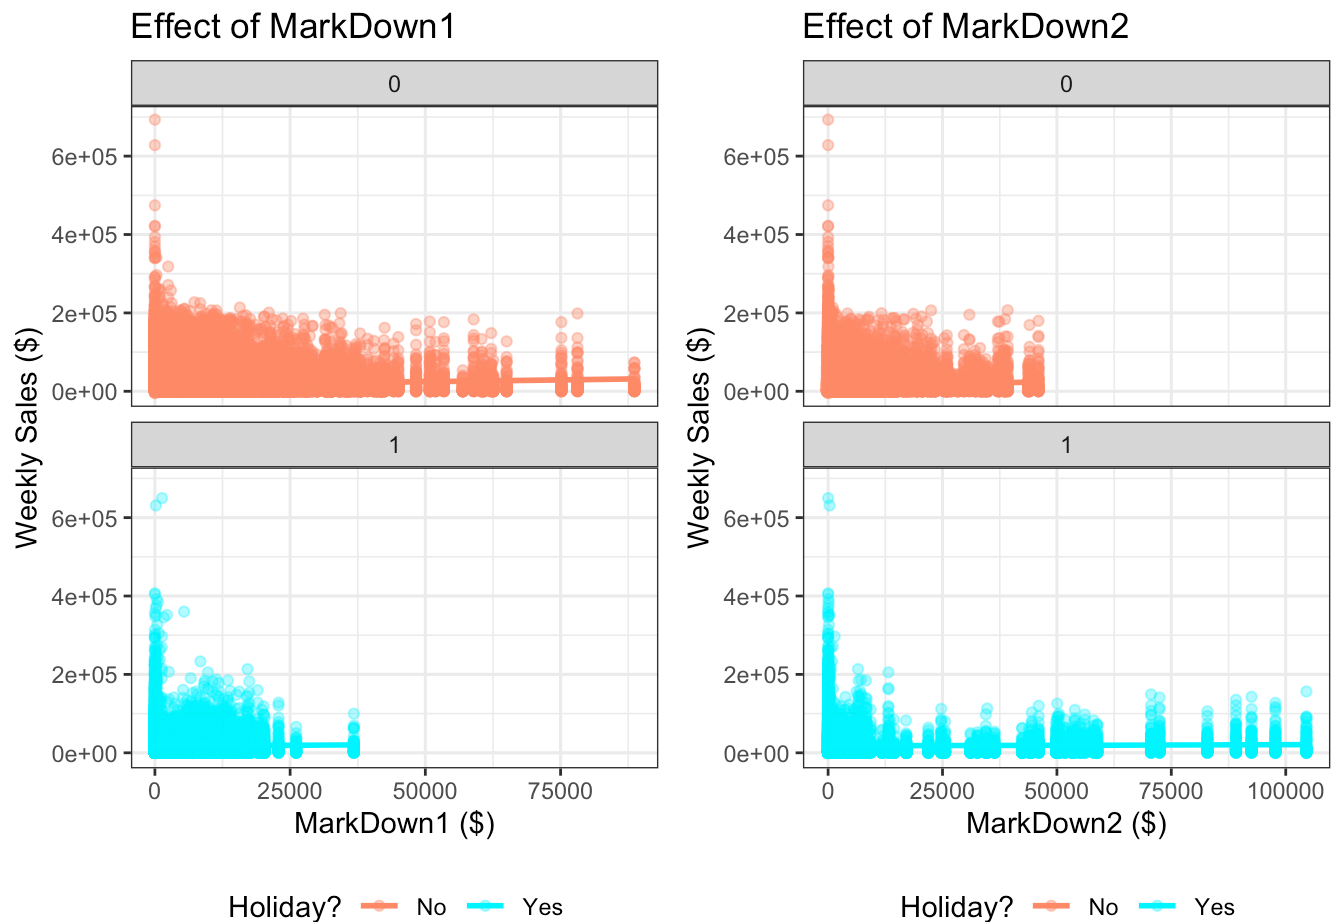 Effect of MarkDown1
0
6e+05
4e+05
2e+05
0e+00
1
6e+05
4e+05
2e+05
0e+00
Weekly Sales ($)
0 25000 50000 75000
MarkDown1 ($)
Holiday? No Yes
Effect of MarkDown2
0
6e+05
4e+05
2e+05
0e+00
1
6e+05
4e+05
2e+05
0e+00
Weekly Sales ($)
0 25000 50000 75000 100000
MarkDown2 ($)
Holiday? No Yes